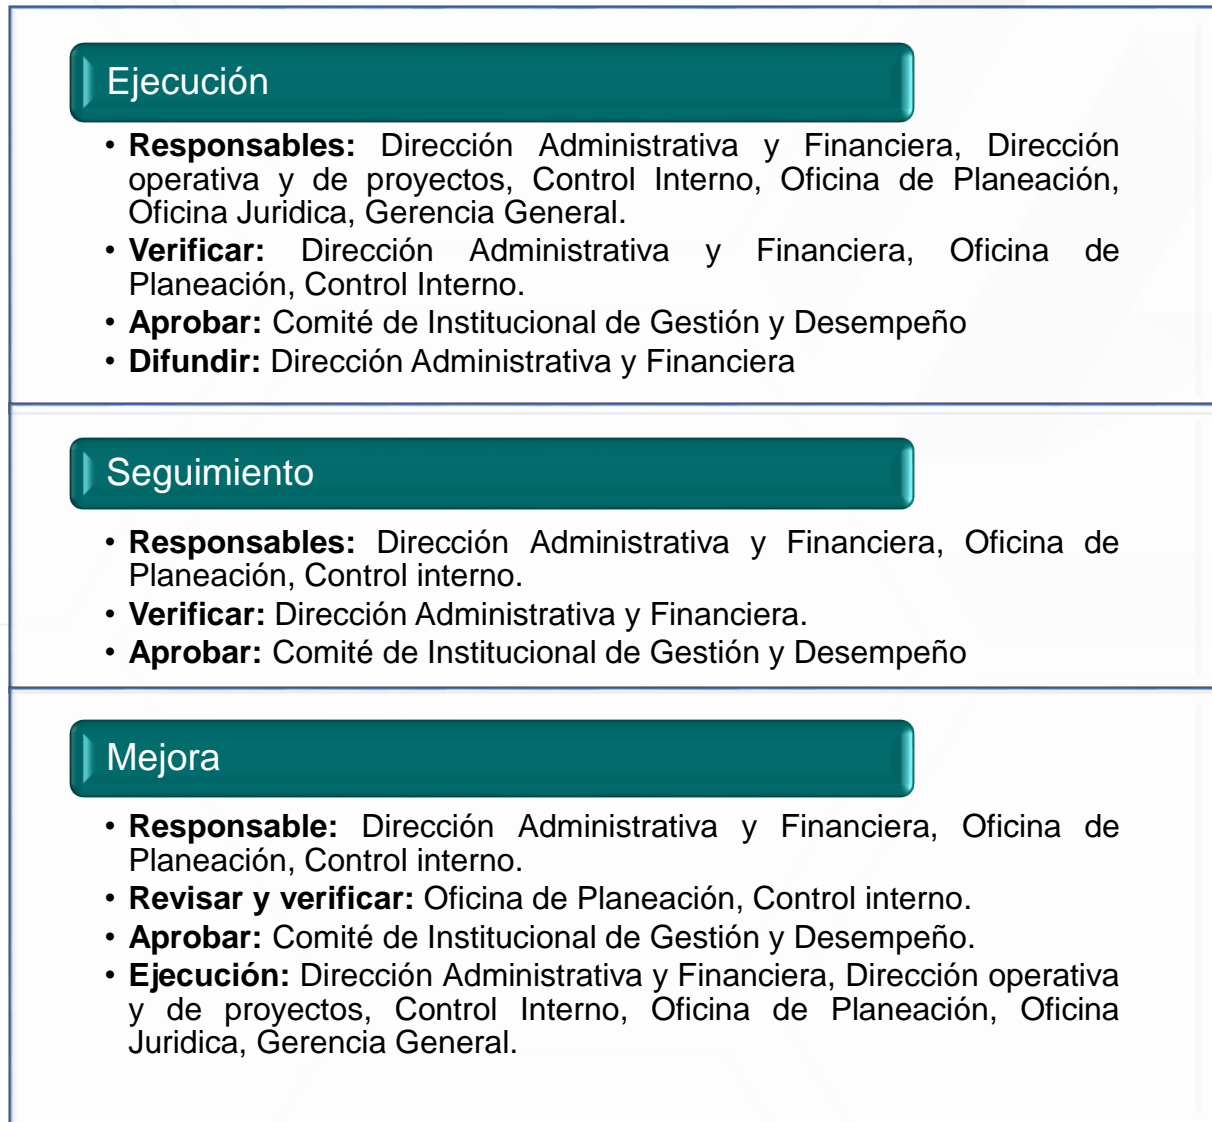 Ejecución
• Responsables: Dirección Administrativa y Financiera, Dirección
operativa y de proyectos, Control Interno, Oficina de Planeación,
Oficina Juridica, Gerencia General.
• Verificar: Dirección Administrativa y Financiera, Oficina de
Planeación, Control Interno.
• Aprobar: Comité de Institucional de Gestión y Desempeño
• Difundir: Dirección Administrativa y Financiera
Seguimiento
• Responsables: Dirección Administrativa y Financiera, Oficina de
Planeación, Control interno.
• Verificar: Dirección Administrativa y Financiera.
• Aprobar: Comité de Institucional de Gestión y Desempeño
Mejora
• Responsable: Dirección Administrativa y Financiera, Oficina de
Planeación, Control interno.
• Revisar y verificar: Oficina de Planeación, Control interno.
• Aprobar: Comité de Institucional de Gestión y Desempeño.
• Ejecución: Dirección Administrativa y Financiera, Dirección operativa
y de proyectos, Control Interno, Oficina de Planeación, Oficina
Juridica, Gerencia General.